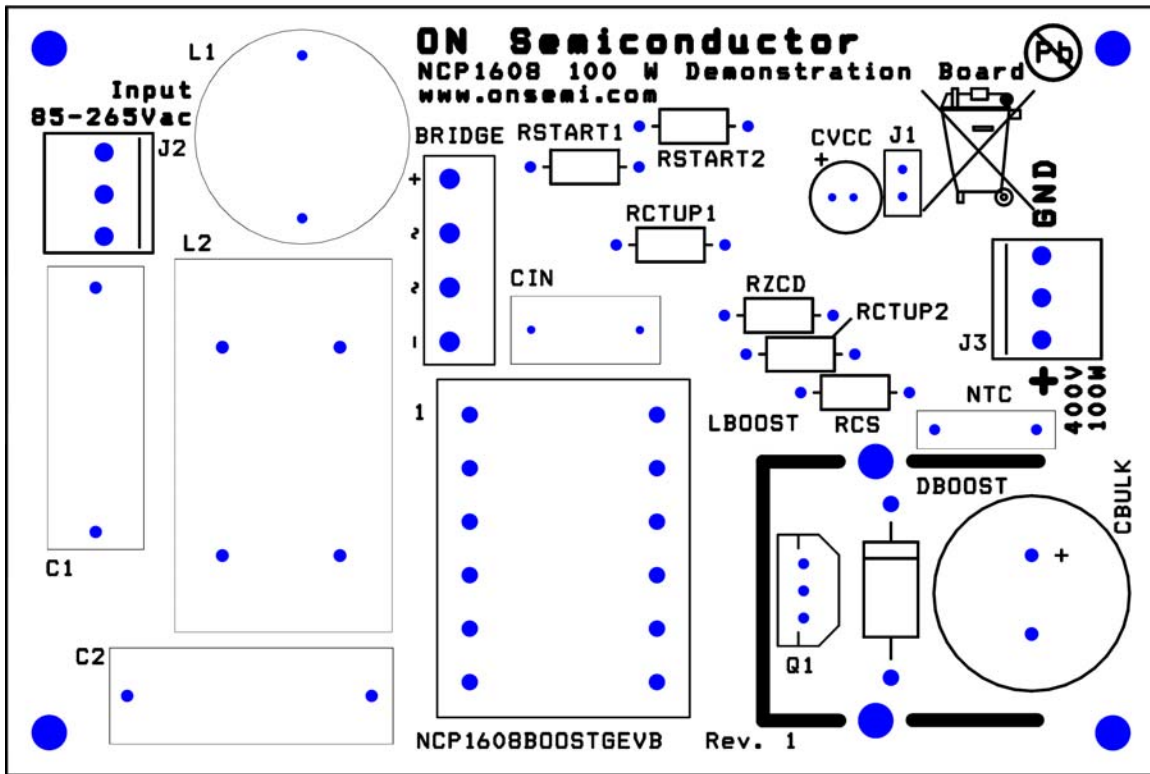 ON Semiconductor
NCP1608 100 W Demonstration Board
www.onsemi.com
Pb
L1
Input
85-265Vac
J2
BRIDGE
RSTART1
RSTART2
CVCC
+
J1
GND
+
~
~
-
L2
RCTUP1
CIN
RZCD
RCTUP2
J3
+
400V
100W
NTC
1
LBOOST
RCS
DBOOST
CBULK
+
C1
Q1
C2
NCP1608BOOSTGEVB Rev. 1